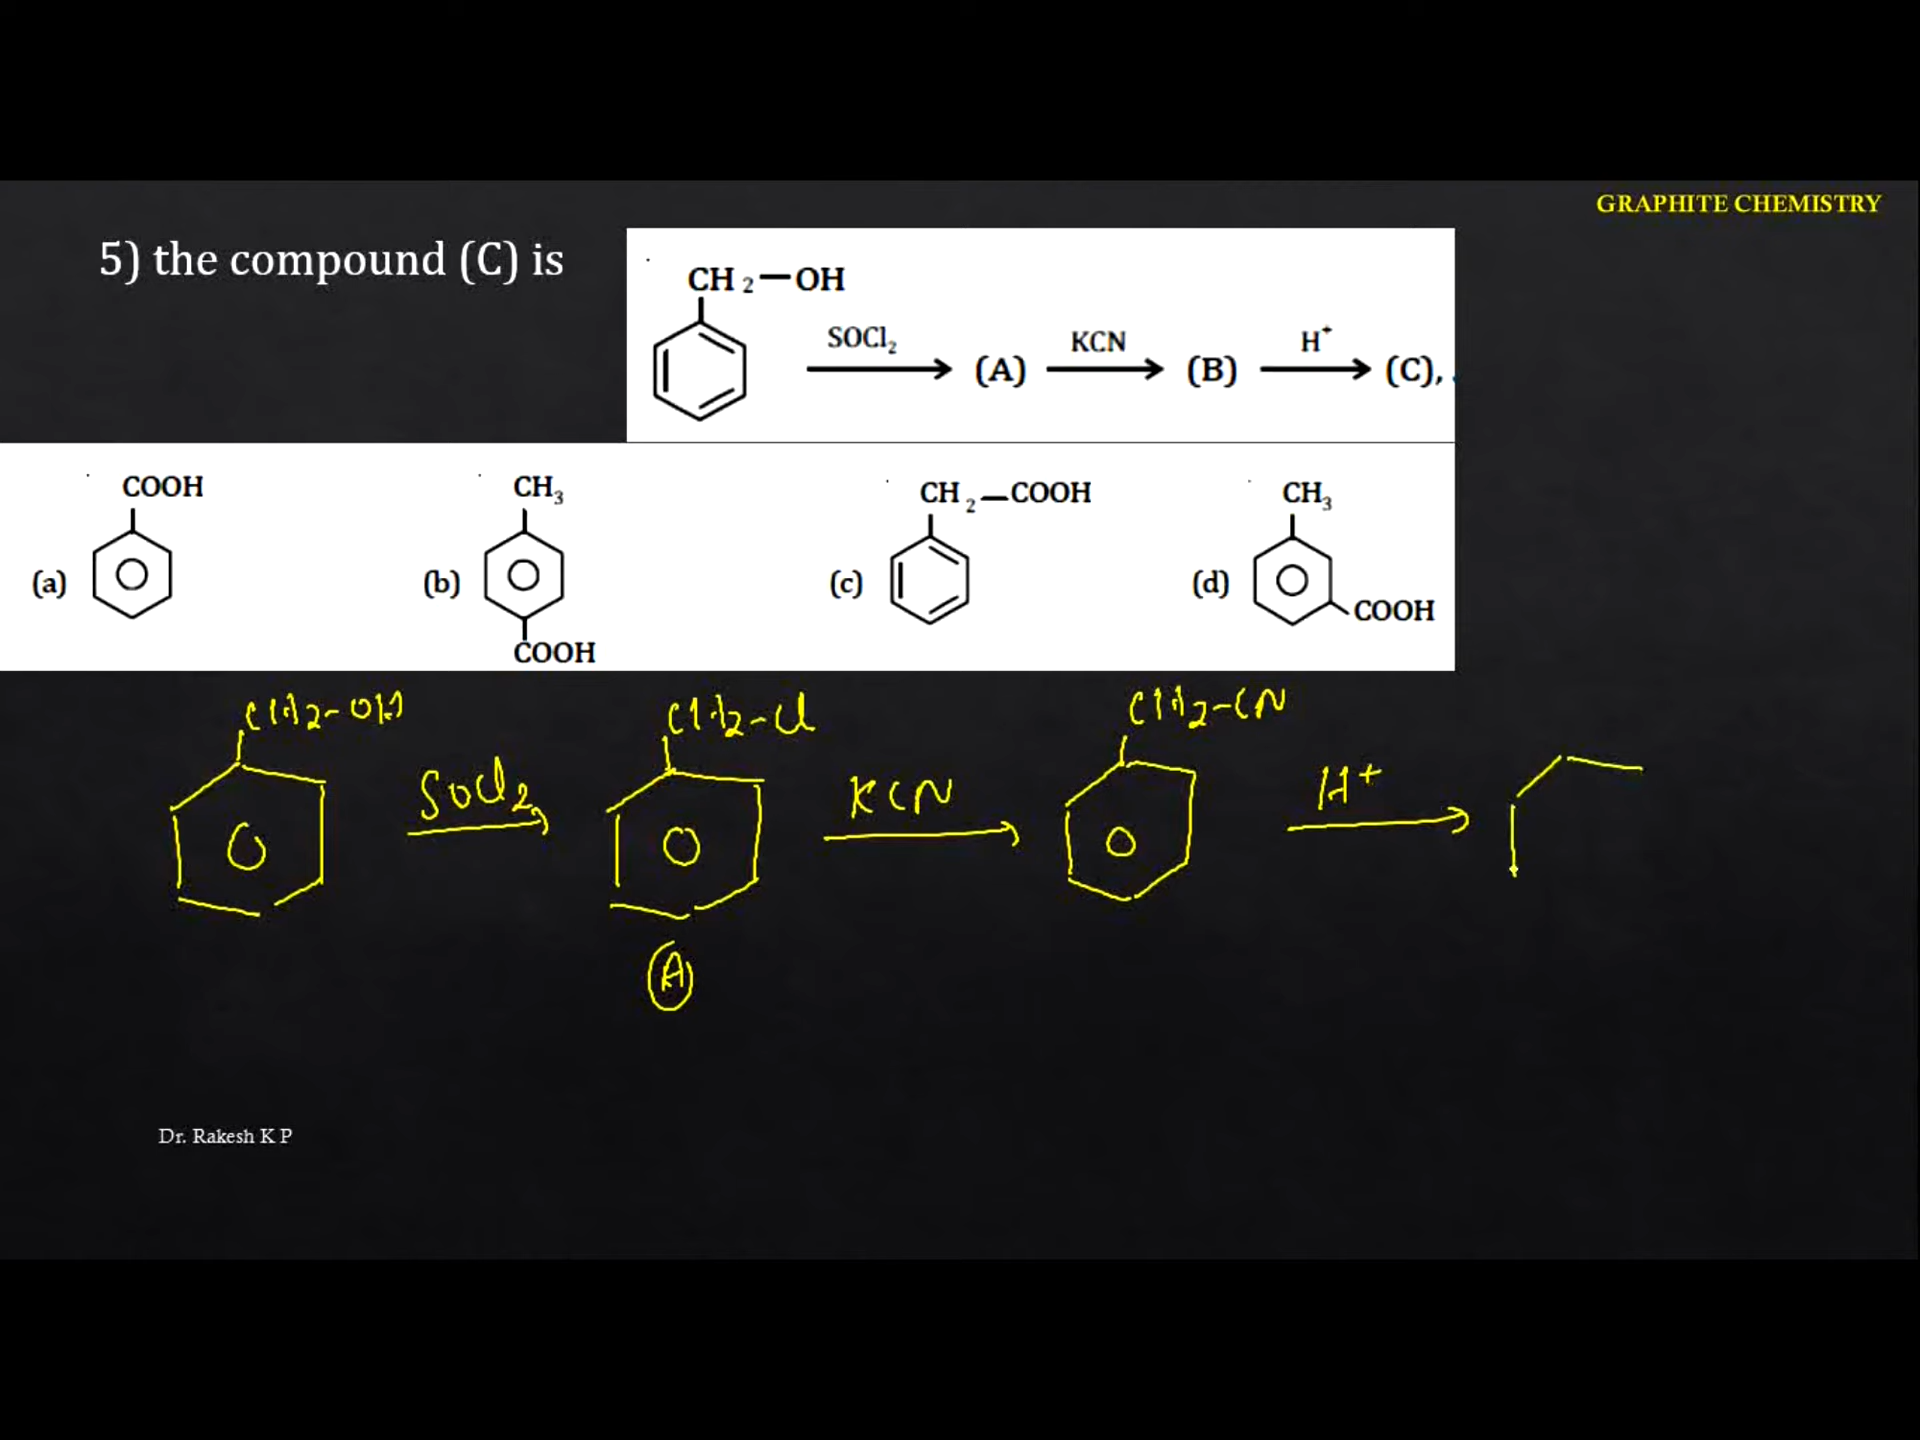 GRAPHITE CHEMISTRY
5) the compound (C) is
CH₂—OH
SOCl₂ (A) KCN (B) H⁺ (C),
(a) COOH
(b) CH₃ COOH
(c) CH₂—COOH
(d) CH₃ COOH
CH2-OH SOCl2 CH2-Cl KCN CH2-CN H+
A
Dr. Rakesh K P